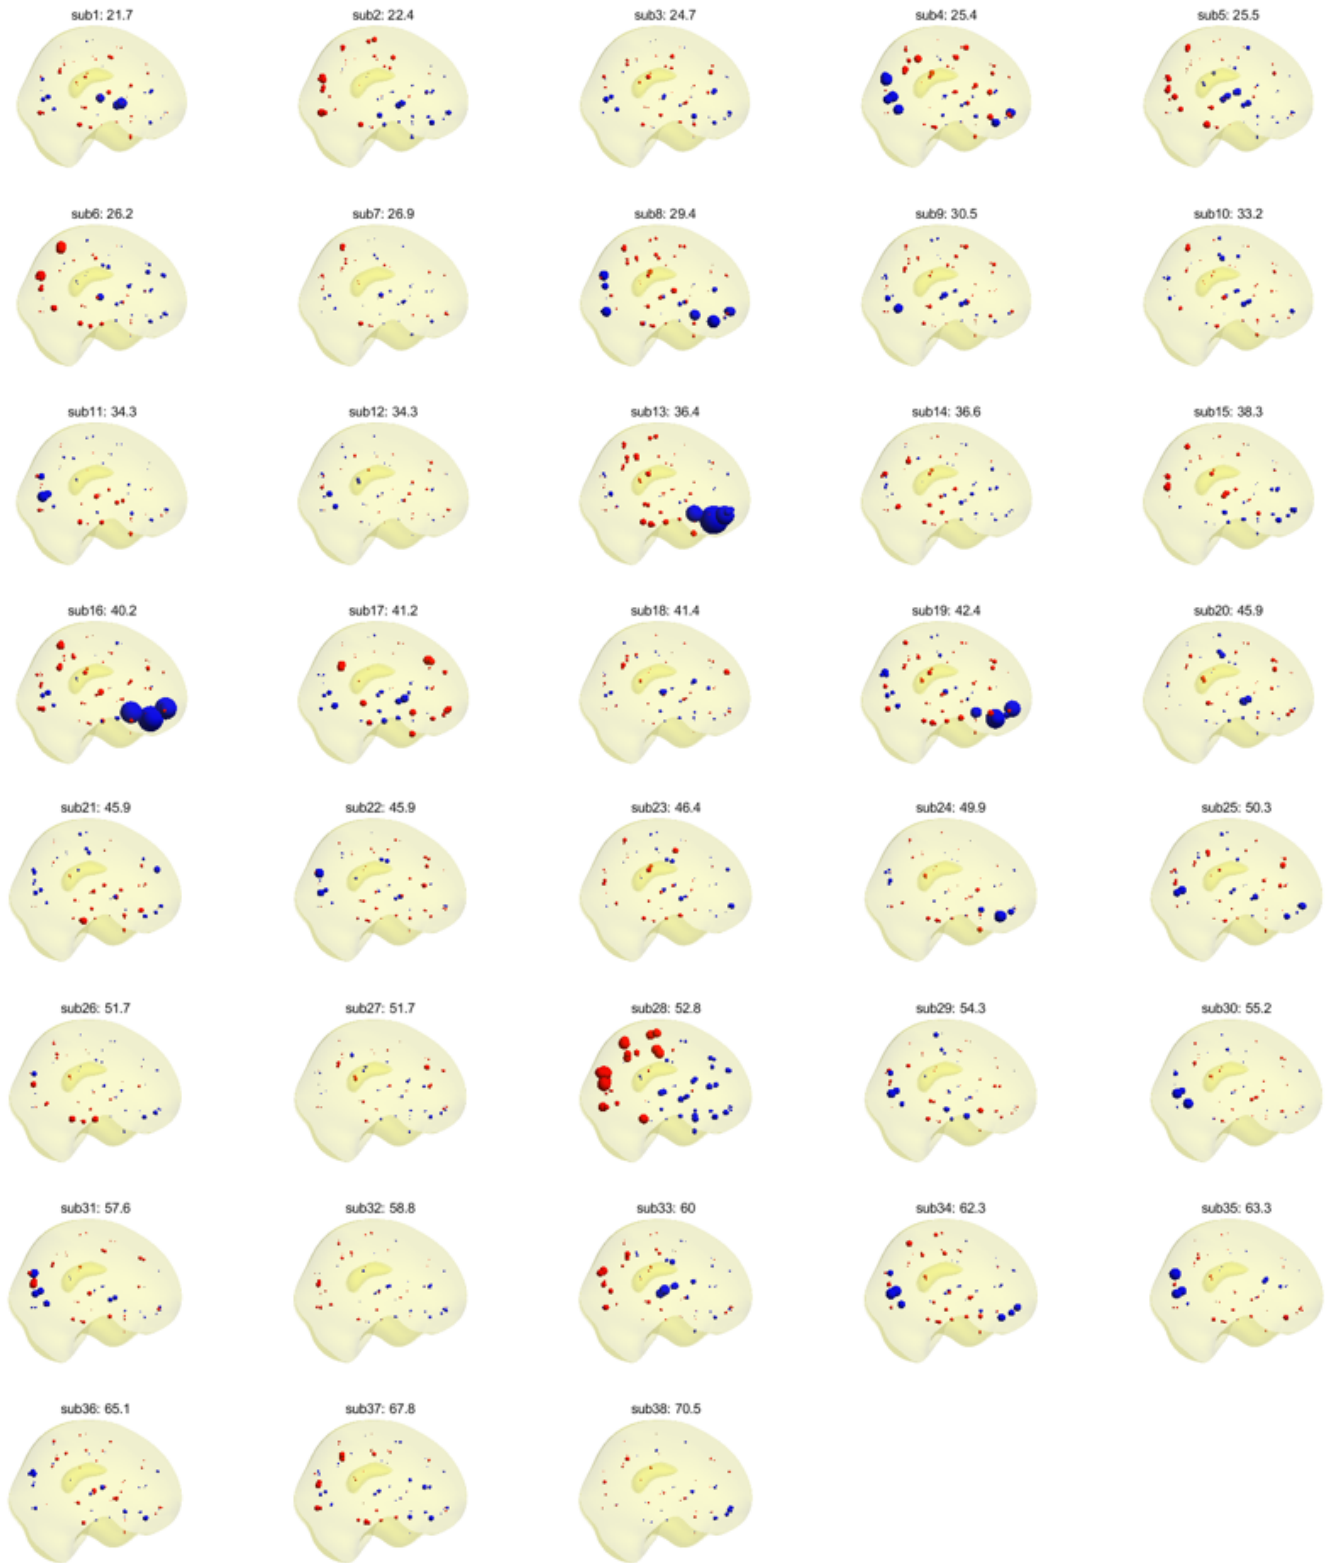 sub1: 21.7
sub2: 22.4
sub3: 24.7
sub4: 25.4
sub5: 25.5
sub6: 26.2
sub7: 26.9
sub8: 29.4
sub9: 30.5
sub10: 33.2
sub11: 34.3
sub12: 34.3
sub13: 36.4
sub14: 36.6
sub15: 38.3
sub16: 40.2
sub17: 41.2
sub18: 41.4
sub19: 42.4
sub20: 45.9
sub21: 45.9
sub22: 45.9
sub23: 46.4
sub24: 49.9
sub25: 50.3
sub26: 51.7
sub27: 51.7
sub28: 52.8
sub29: 54.3
sub30: 55.2
sub31: 57.6
sub32: 58.8
sub33: 60
sub34: 62.3
sub35: 63.3
sub36: 65.1
sub37: 67.8
sub38: 70.5